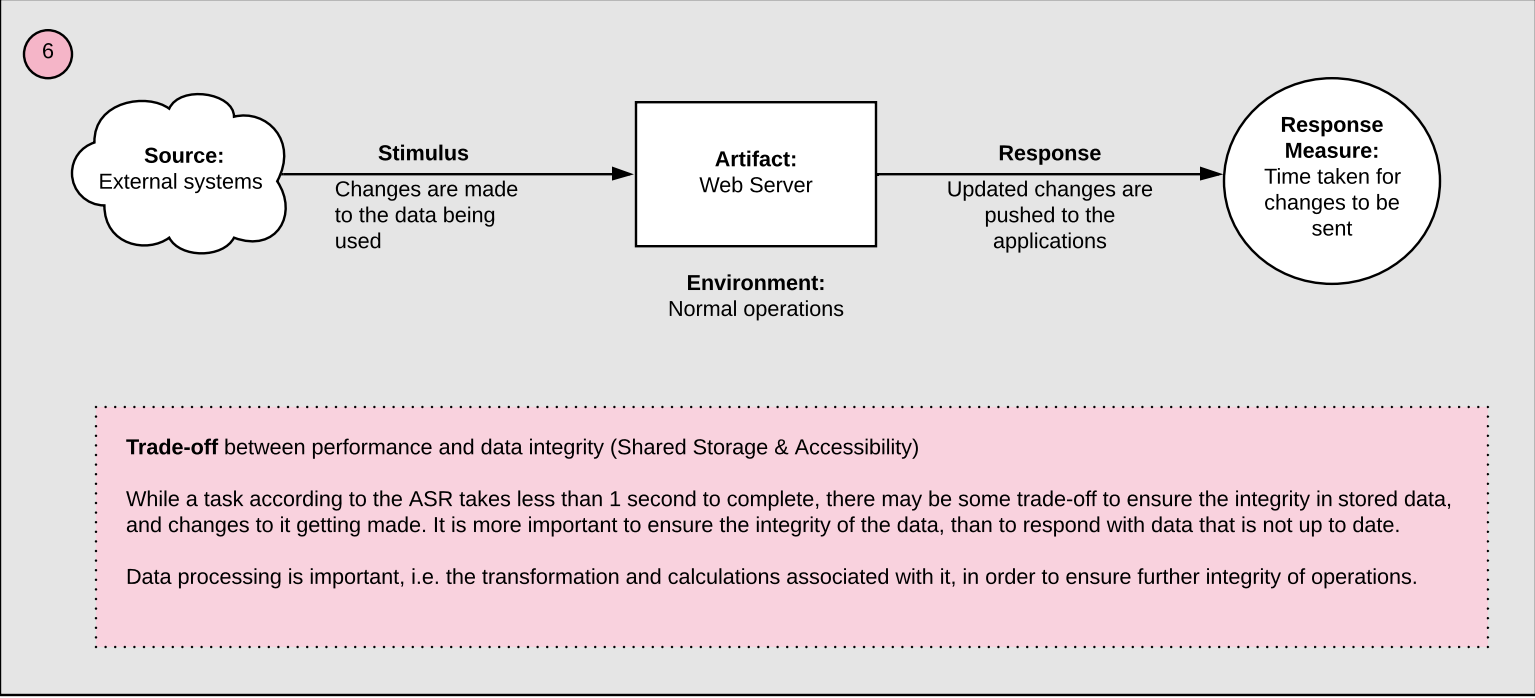 6
Source:
External systems
Stimulus
Changes are made
to the data being
used
Artifact:
Web Server
Environment:
Normal operations
Response
Updated changes are
pushed to the
applications
Response
Measure:
Time taken for
changes to be
sent
Trade-off between performance and data integrity (Shared Storage & Accessibility)
While a task according to the ASR takes less than 1 second to complete, there may be some trade-off to ensure the integrity in stored data,
and changes to it getting made. It is more important to ensure the integrity of the data, than to respond with data that is not up to date.
Data processing is important, i.e. the transformation and calculations associated with it, in order to ensure further integrity of operations.